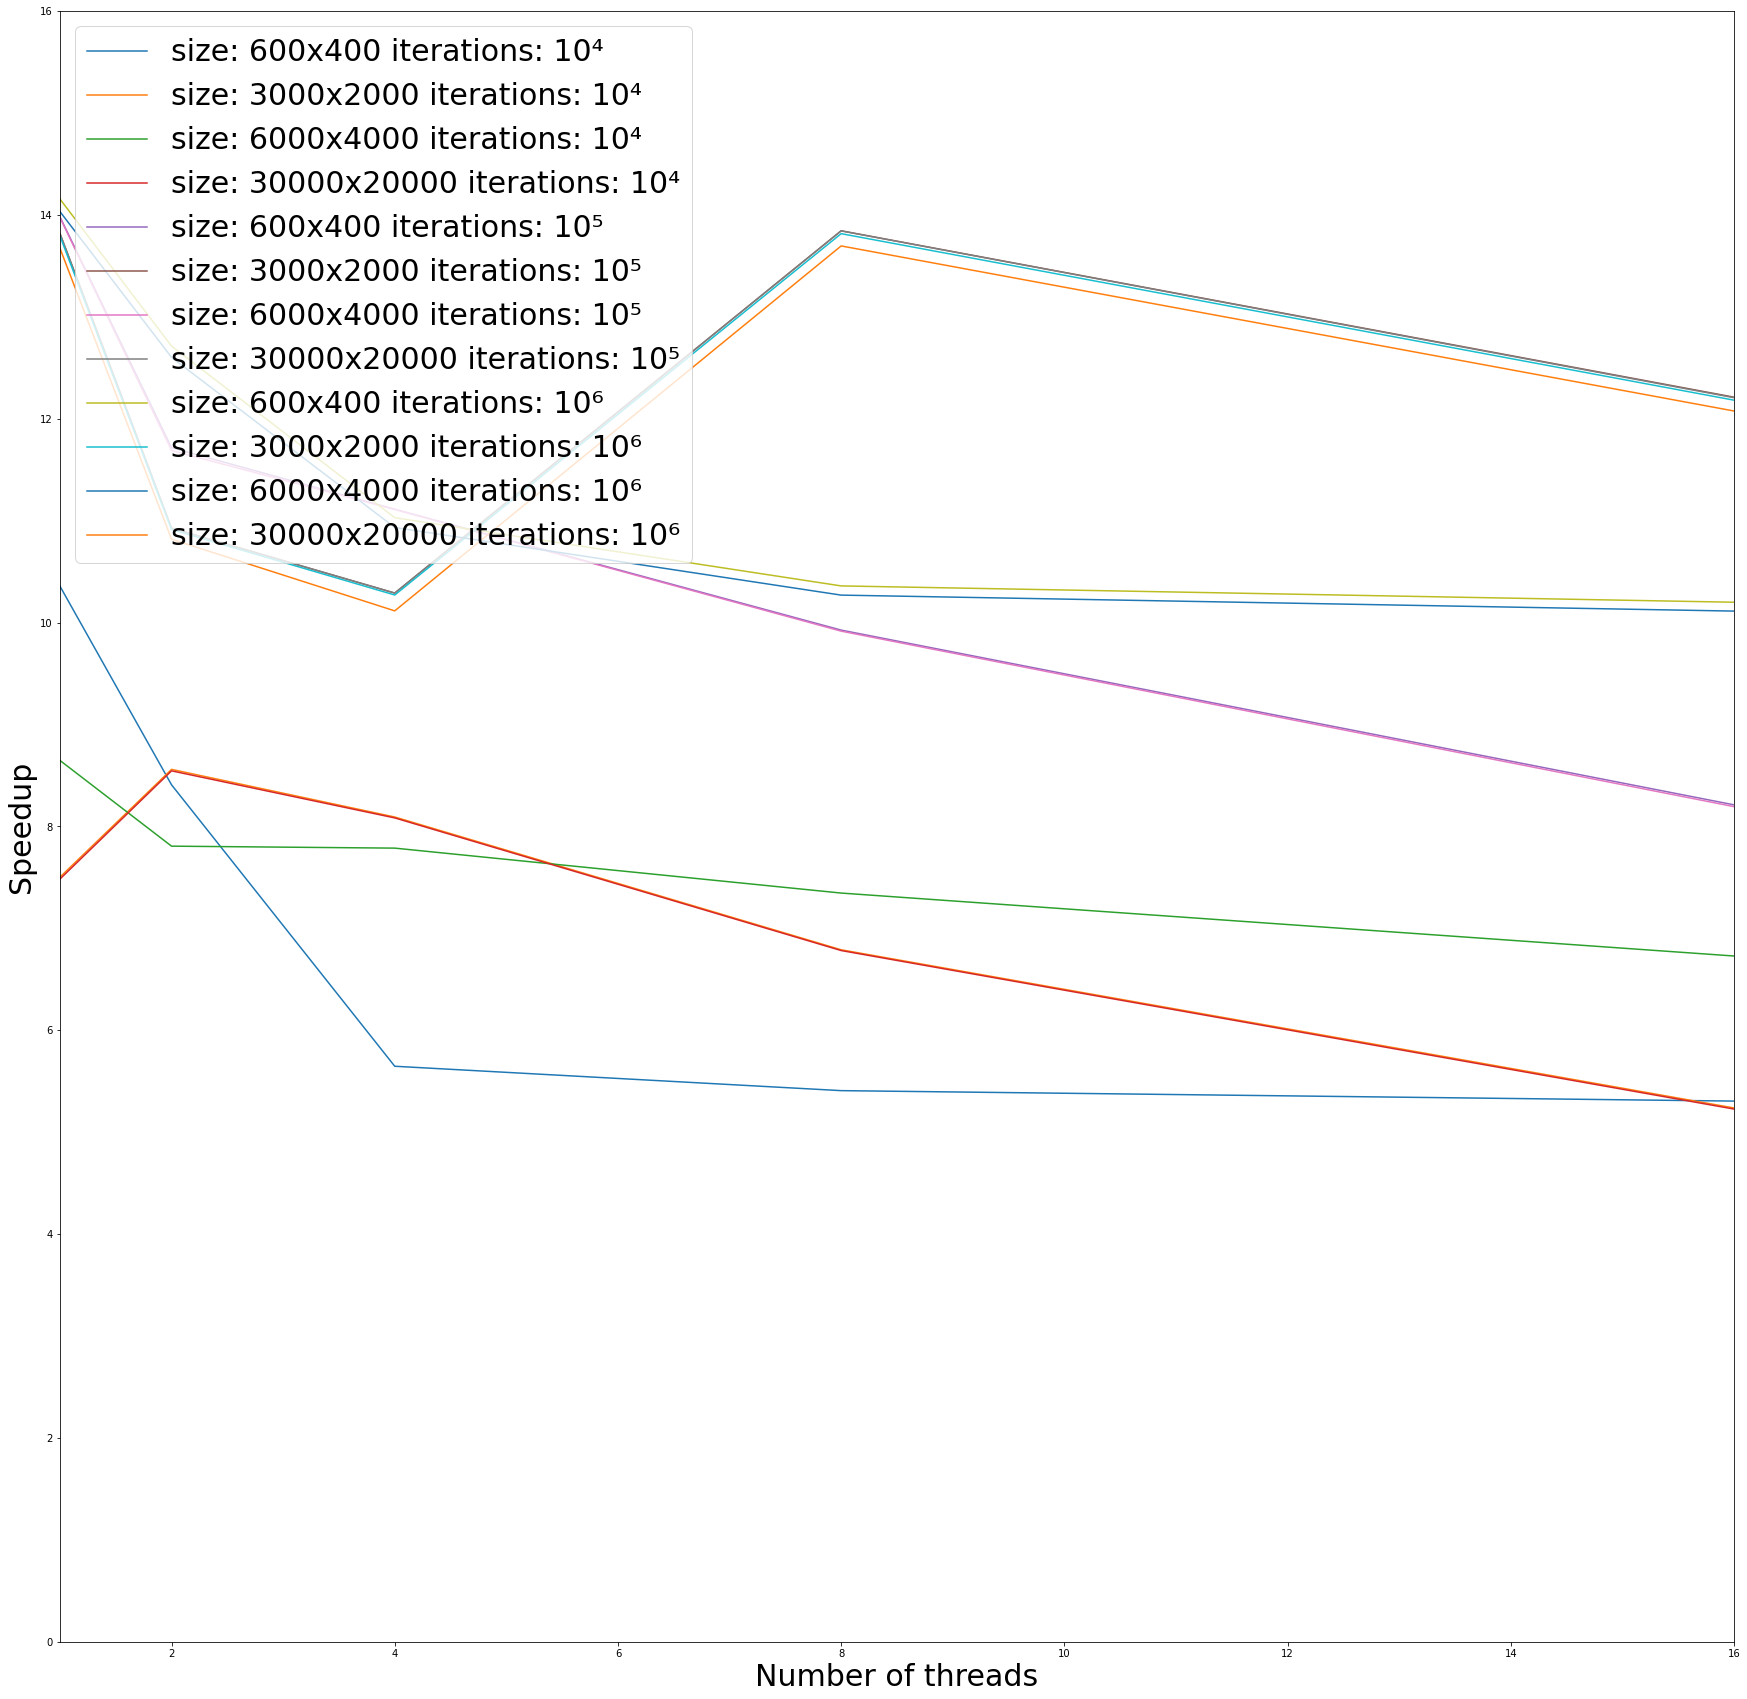 16
size: 600x400 iterations: 10⁴
size: 3000x2000 iterations: 10⁴
size: 6000x4000 iterations: 10⁴
size: 30000x20000 iterations: 10⁴
size: 600x400 iterations: 10⁵
size: 3000x2000 iterations: 10⁵
size: 6000x4000 iterations: 10⁵
size: 30000x20000 iterations: 10⁵
size: 600x400 iterations: 10⁶
size: 3000x2000 iterations: 10⁶
size: 6000x4000 iterations: 10⁶
size: 30000x20000 iterations: 10⁶
14
12
10
8
6
4
2
0
Speedup
2 4 6 8 10 12 14 16
Number of threads